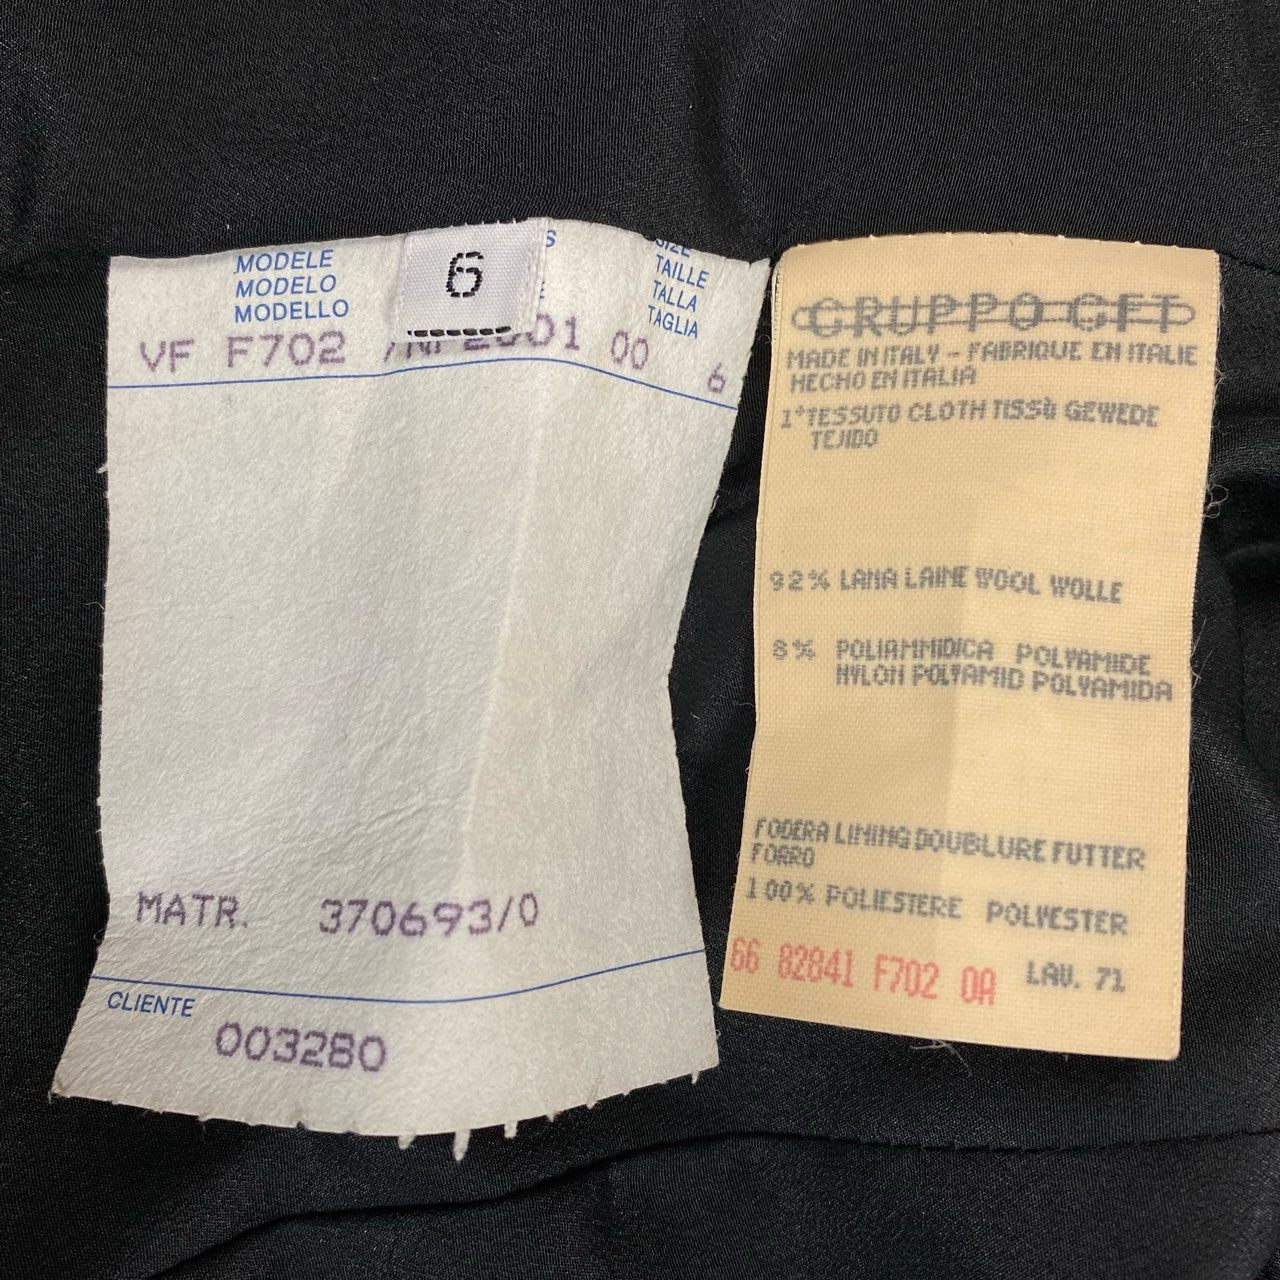 MODELE
MODELO
MODELLO
6
SIZE
TAILLE
TALLA
TAGLIA
VF F702 01 00 6
MATR. 370693/0
CLIENTE
003280
GRUPPO GFT
MADE IN ITALY - FABRIQUE EN ITALIE
HECHO EN ITALIA
1° TESSUTO CLOTH TISSÙ GEWEDE
TEJIDO
92% LANA LAINE WOOL WOLLE
8% POLIAMMIDICA POLYAMIDE
NYLON POLYAMID POLYAMIDA
FODERA LINING DOUBLURE FUTTER
FORRO
100% POLIESTERE POLYESTER
66 82841 F702 0A LAV. 71